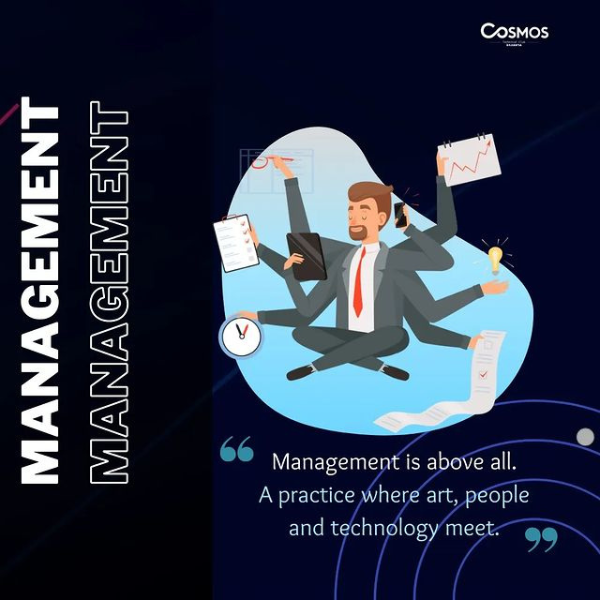 COSMOS
MANAGEMENT
MANAGEMENT
“Management is above all.
A practice where art, people
and technology meet.”